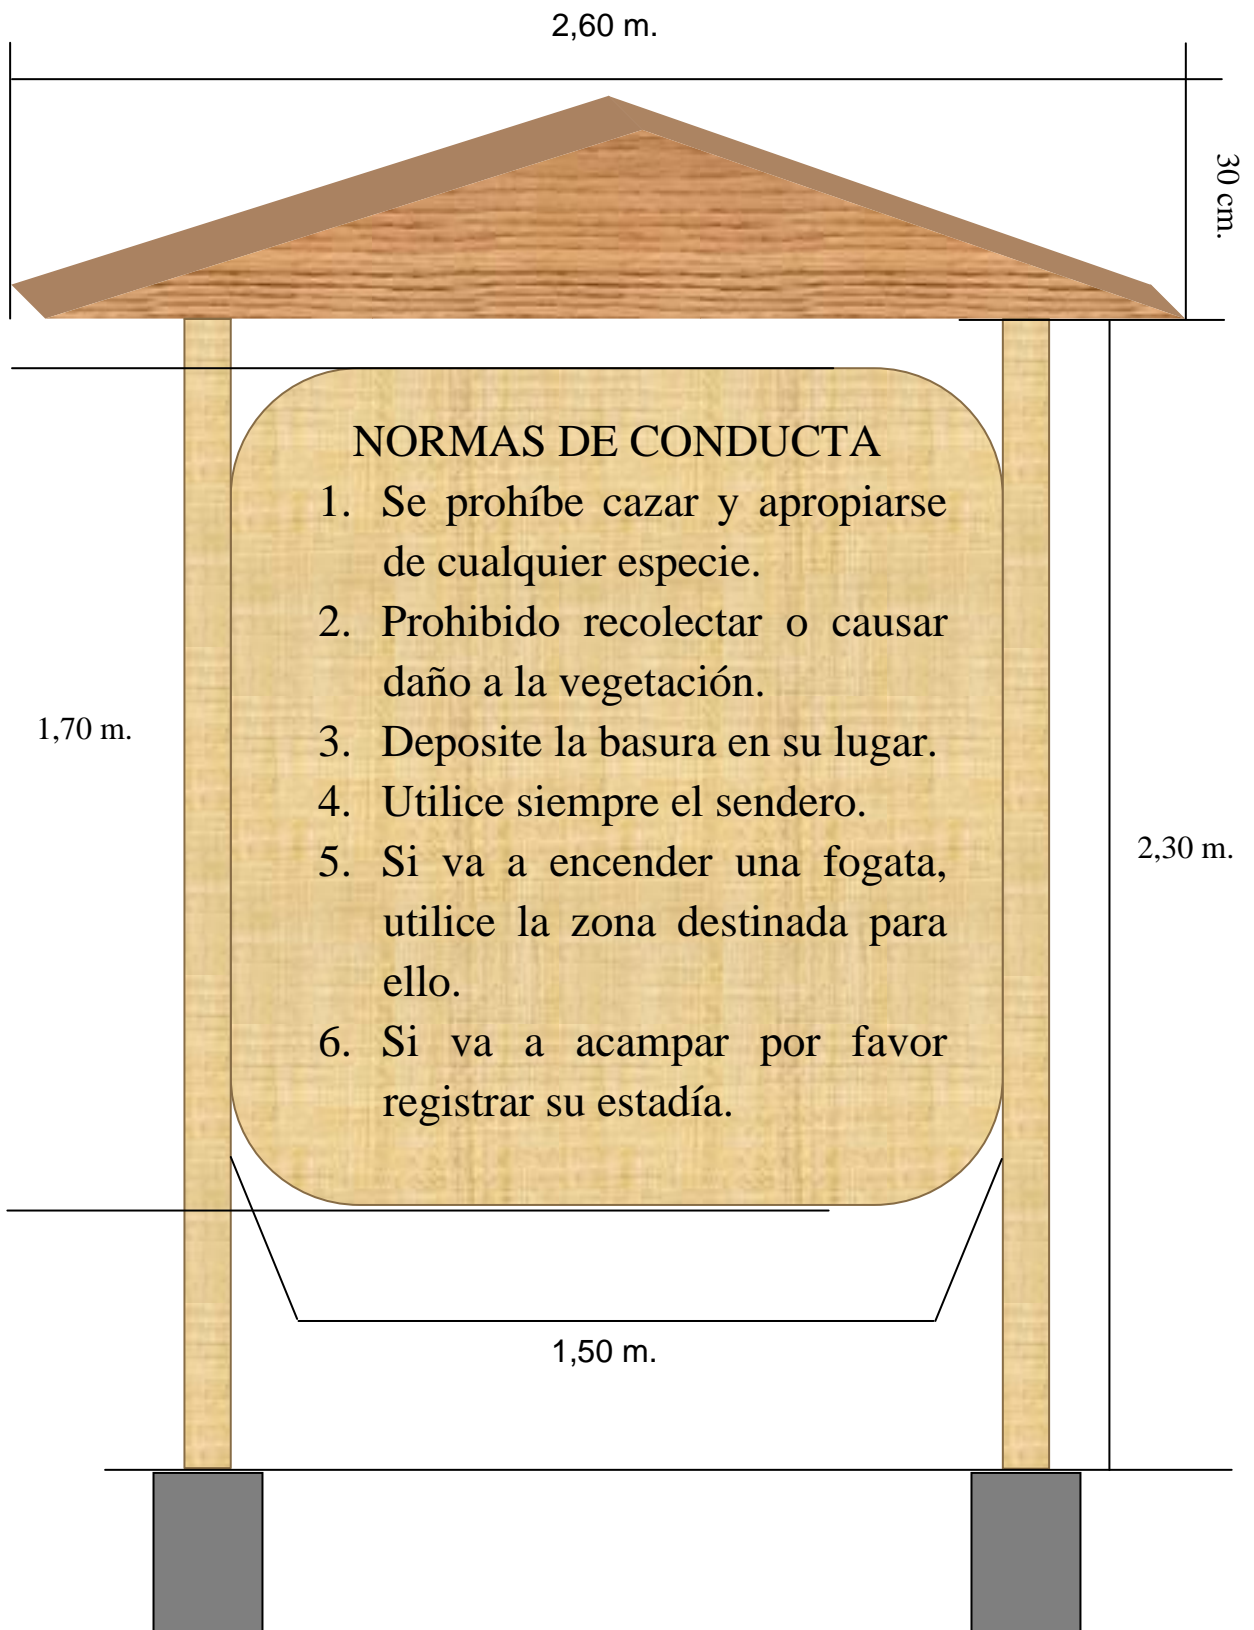 2,60 m.
30 cm.
NORMAS DE CONDUCTA
1. Se prohíbe cazar y apropiarse
de cualquier especie.
2. Prohibido recolectar o causar
daño a la vegetación.
3. Deposite la basura en su lugar.
4. Utilice siempre el sendero.
5. Si va a encender una fogata,
utilice la zona destinada para
ello.
6. Si va a acampar por favor
registrar su estadía.
1,70 m.
2,30 m.
1,50 m.